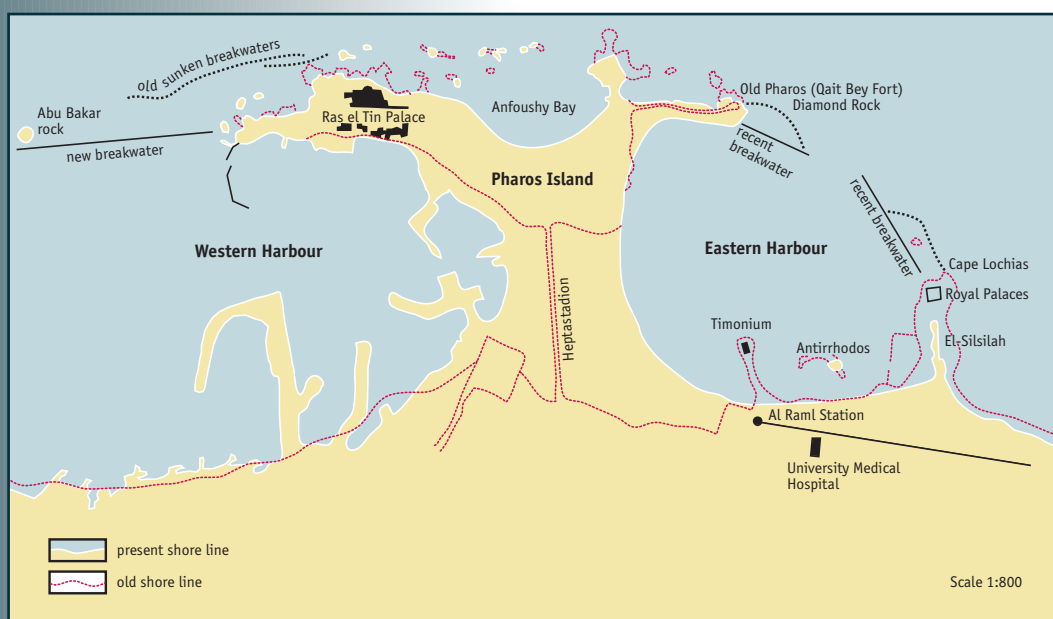 old sunken breakwaters
Abu Bakar
rock
new breakwater
Ras el Tin Palace
Anfoushy Bay
Old Pharos (Qait Bey Fort)
Diamond Rock
recent
breakwater
Pharos Island
recent breakwater
Western Harbour
Eastern Harbour
Cape Lochias
Royal Palaces
Heptastadion
Timonium
Antirrhodos
El-Silsilah
Al Raml Station
University Medical
Hospital
present shore line
old shore line
Scale 1:800